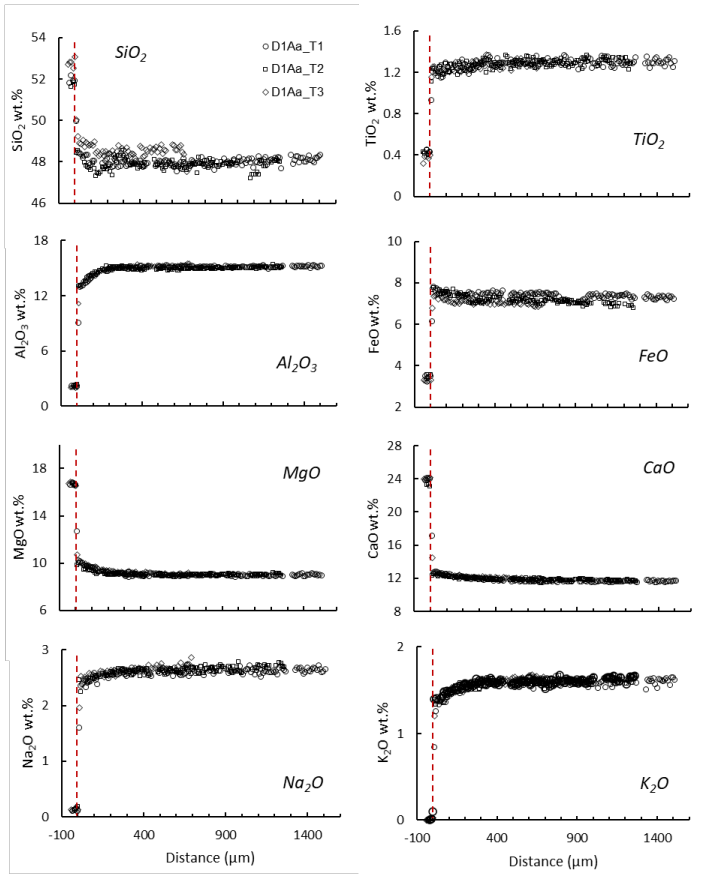 54
52
50
48
46
SiO2 wt.%
SiO2
D1Aa_T1
D1Aa_T2
D1Aa_T3
1.6
1.2
0.8
0.4
0
TiO2 wt.%
TiO2
18
15
12
9
6
3
0
Al2O3 wt.%
Al2O3
10
8
6
4
2
FeO wt.%
FeO
18
14
10
6
MgO wt.%
MgO
28
24
20
16
12
8
CaO wt.%
CaO
3
2
1
0
Na2O wt.%
Na2O
-100 400 900 1400
Distance (µm)
2
1
0
K2O wt.%
K2O
-100 400 900 1400
Distance (µm)